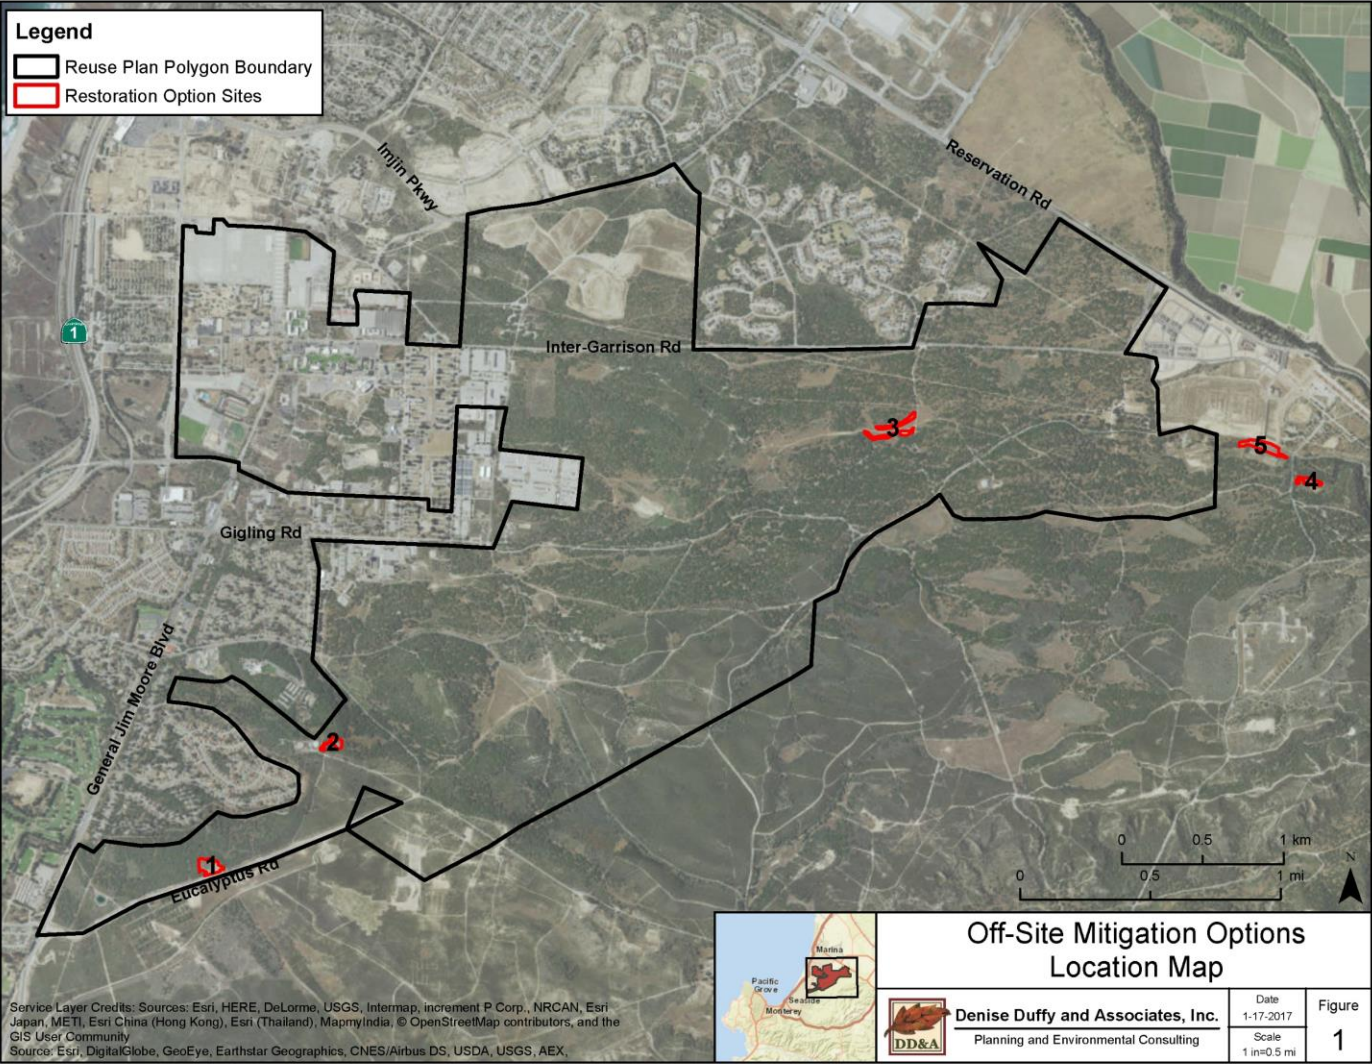 Legend
Reuse Plan Polygon Boundary
Restoration Option Sites
Imjin Pkwy
Reservation Rd
1
Inter-Garrison Rd
3
5
4
Gigling Rd
General Jim Moore Blvd
2
1
Eucalyptus Rd
0 0.5 1 km
0 0.5 1 mi
N
Marina
Pacific
Grove
Seaside
Monterey
Off-Site Mitigation Options
Location Map
DD&A
Denise Duffy and Associates, Inc.
Planning and Environmental Consulting
Date
1-17-2017
Scale
1 in=0.5 mi
Figure
1
Service Layer Credits: Sources: Esri, HERE, DeLorme, USGS, Intermap, increment P Corp., NRCAN, Esri
Japan, METI, Esri China (Hong Kong), Esri (Thailand), MapmyIndia, © OpenStreetMap contributors, and the
GIS User Community
Source: Esri, DigitalGlobe, GeoEye, Earthstar Geographics, CNES/Airbus DS, USDA, USGS, AEX,